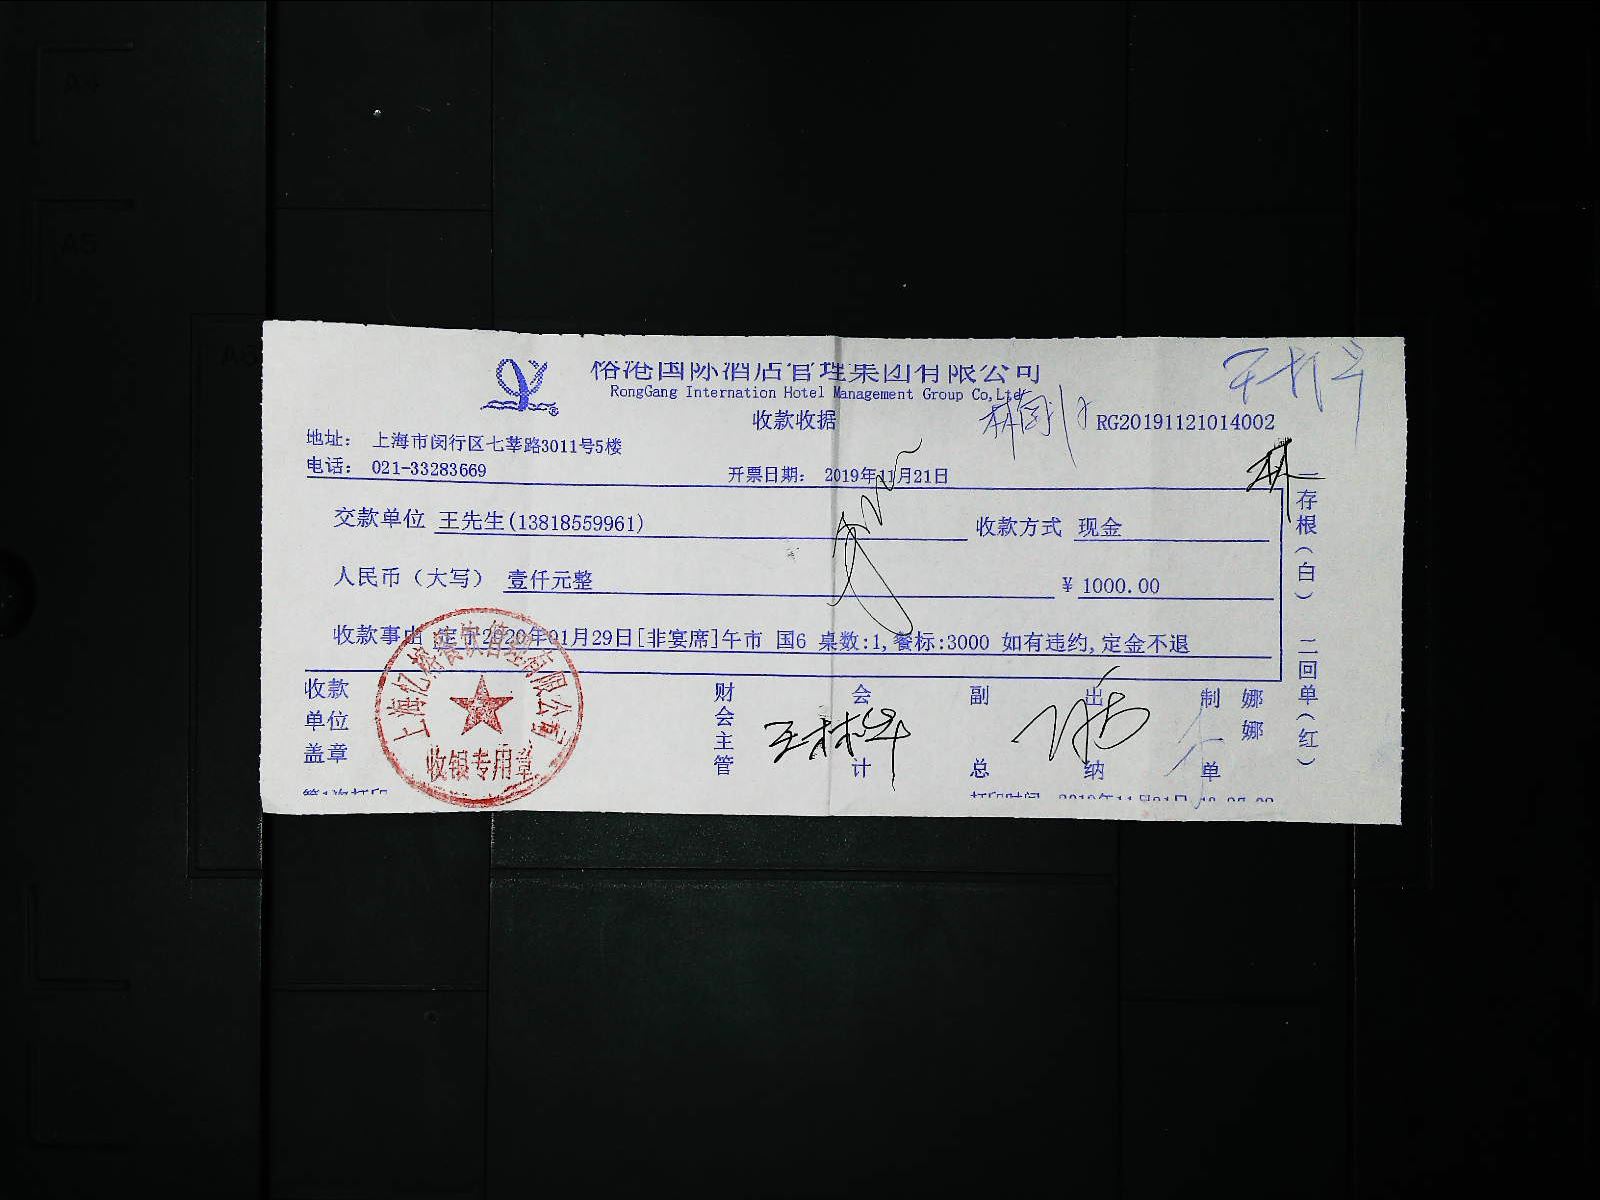 榕港国际酒店管理集团有限公司
RongGang Internation Hotel Management Group Co,Ltd
收款收据
RG20191121014002
地址： 上海市闵行区七莘路3011号5楼
电话： 021-33283669
开票日期： 2019年11月21日
交款单位 王先生(13818559961)
收款方式 现金
人民币（大写） 壹仟元整
¥ 1000.00
收款事由 定于2020年01月29日[非宴席]午市 国6 桌数:1,餐标:3000 如有违约,定金不退
收款单位盖章
财会主管
会计
副总
出纳
制单
娜娜
一存根（白） 二回单（红）
收银专用章
A5